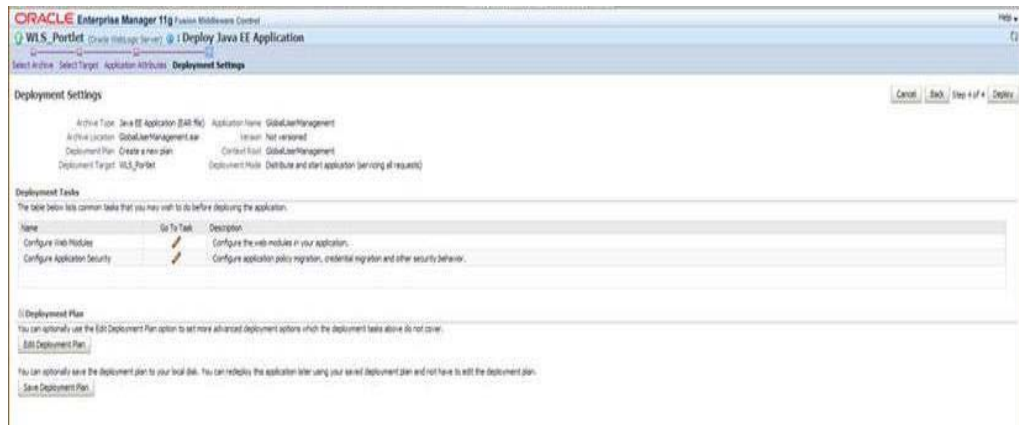 ORACLE Enterprise Manager 11g Fusion Middleware Control
Help
WLS_Portlet (Oracle WebLogic Server) : Deploy Java EE Application
Select Archive Select Target Application Attributes Deployment Settings
Deployment Settings
Cancel Back Step 4 of 4 Deploy
Archive Type Java EE Application (EAR file) Application Name GlobalUserManagement
Archive Location GlobalUserManagement.ear Version Not versioned
Deployment Plan Create a new plan Context Root GlobalUserManagement
Deployment Target WLS_Portlet Deployment Mode Distribute and start application (servicing all requests)
Deployment Tasks
The table below lists common tasks that you may wish to do before deploying the application.
Name Go To Task Description
Configure Web Modules Configure the web modules in your application.
Configure Application Security Configure application policy migration, credential migration and other security behavior.
Deployment Plan
You can optionally use the Edit Deployment Plan option to set more advanced deployment options which the deployment tasks above do not cover.
Edit Deployment Plan
You can optionally save the deployment plan to your local disk. You can redeploy the application later using your saved deployment plan and not have to edit the deployment plan.
Save Deployment Plan